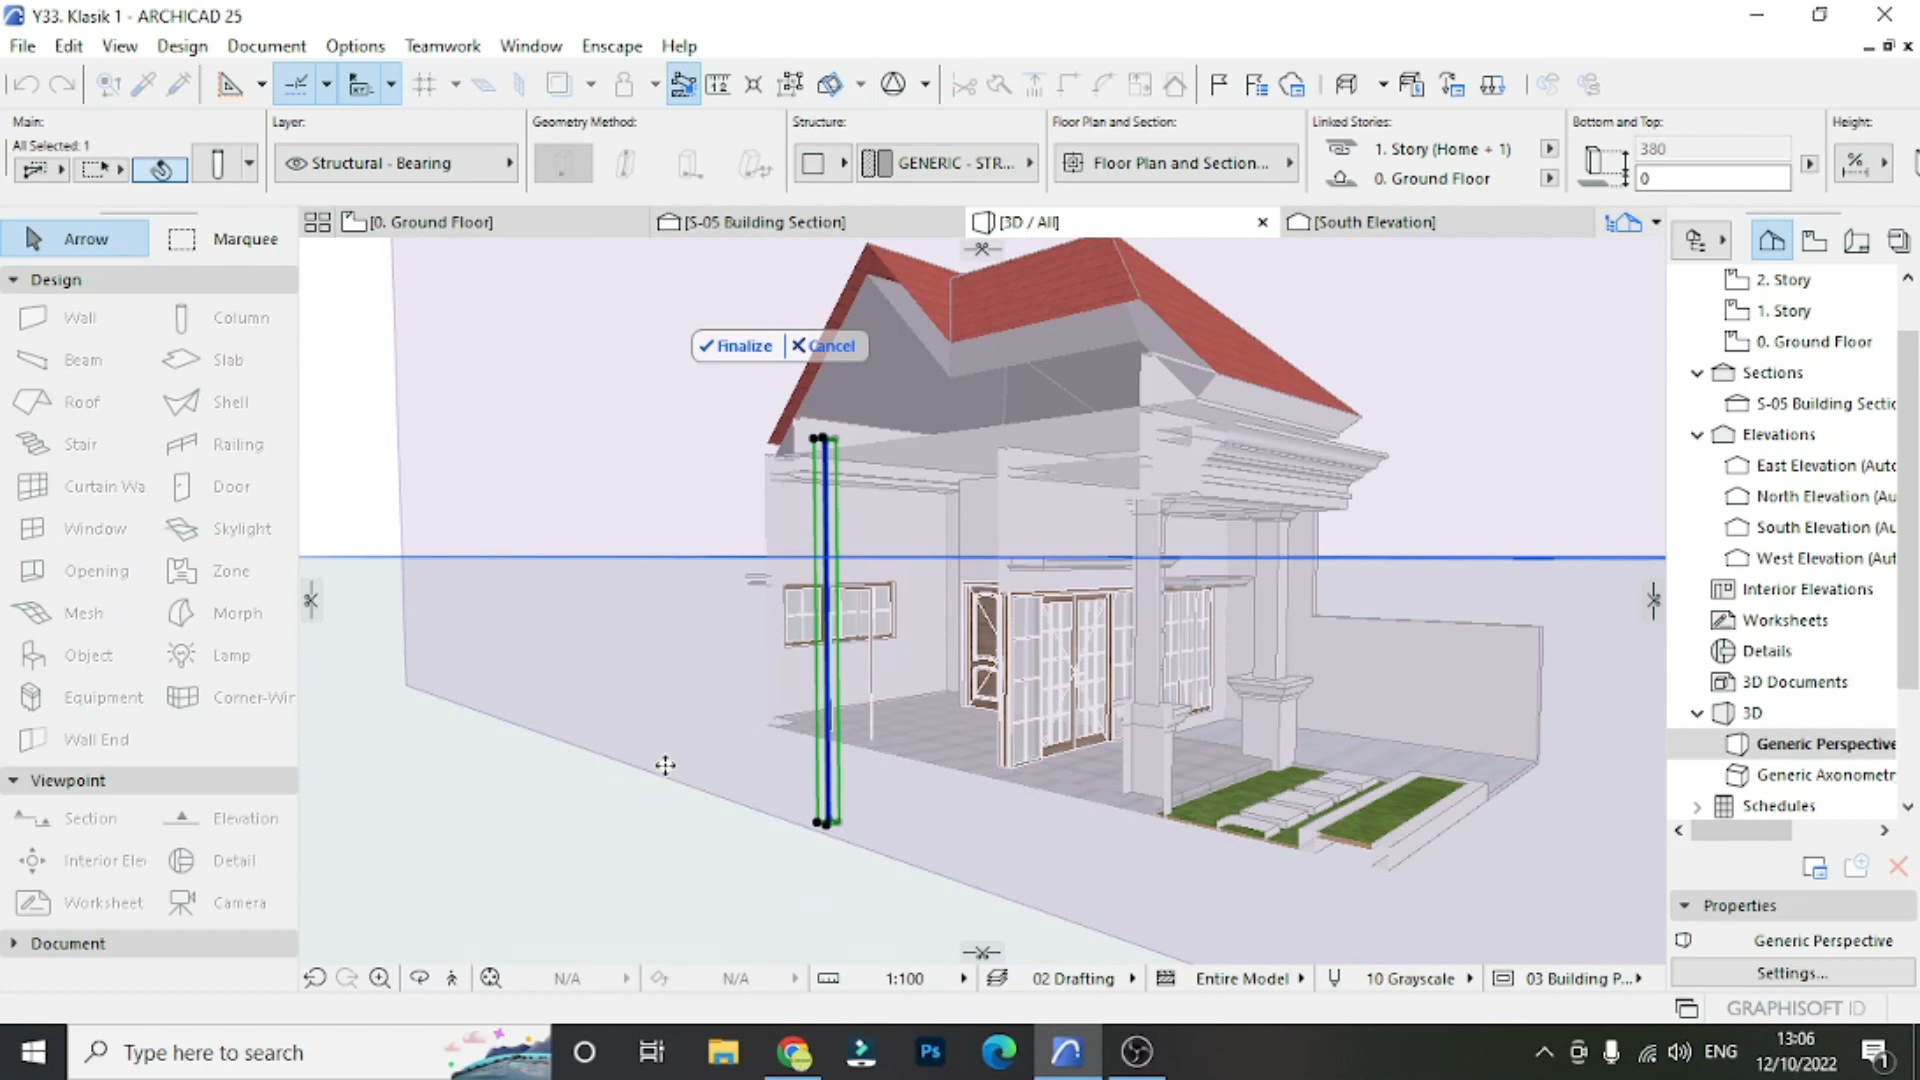 Y33. Klasik 1 - ARCHICAD 25
File Edit View Design Document Options Teamwork Window Enscape Help
Main: Layer: Geometry Method: Structure: Floor Plan and Section: Linked Stories: Bottom and Top: Height:
All Selected: 1
Structural - Bearing
GENERIC - STR...
Floor Plan and Section...
1. Story (Home + 1)
0. Ground Floor
380
0
[0. Ground Floor] [S-05 Building Section] [3D / All] [South Elevation]
Arrow Marquee
Design
Wall Column
Beam Slab
Roof Shell
Stair Railing
Curtain Wa Door
Window Skylight
Opening Zone
Mesh Morph
Object Lamp
Equipment Corner-Wir
Wall End
Viewpoint
Section Elevation
Interior Ele Detail
Worksheet Camera
Document
Finalize Cancel
2. Story
1. Story
0. Ground Floor
Sections
S-05 Building Sectic
Elevations
East Elevation (Auto
North Elevation (Au
South Elevation (Au
West Elevation (Aut
Interior Elevations
Worksheets
Details
3D Documents
3D
Generic Perspective
Generic Axonometr
Schedules
Properties
Generic Perspective
Settings...
N/A N/A 1:100 02 Drafting Entire Model 10 Grayscale 03 Building P...
GRAPHISOFT ID
Type here to search
Ps
ENG
13:06
12/10/2022
1